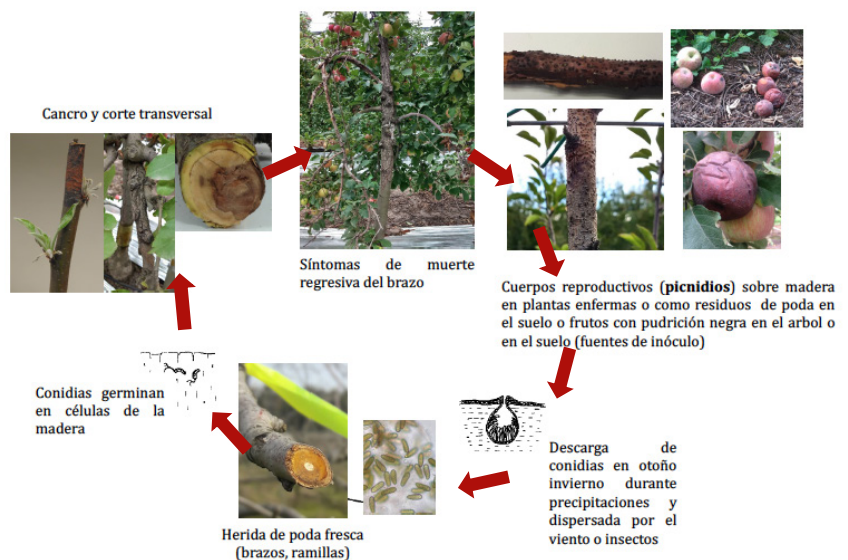 Cancro y corte transversal
Síntomas de muerte
regresiva del brazo
Cuerpos reproductivos (picnidios) sobre madera
en plantas enfermas o como residuos de poda en
el suelo o frutos con pudrición negra en el arbol o
en el suelo (fuentes de inóculo)
Descarga de
conidias en otoño
invierno durante
precipitaciones y
dispersada por el
viento o insectos
Herida de poda fresca
(brazos, ramillas)
Conidias germinan
en células de la
madera